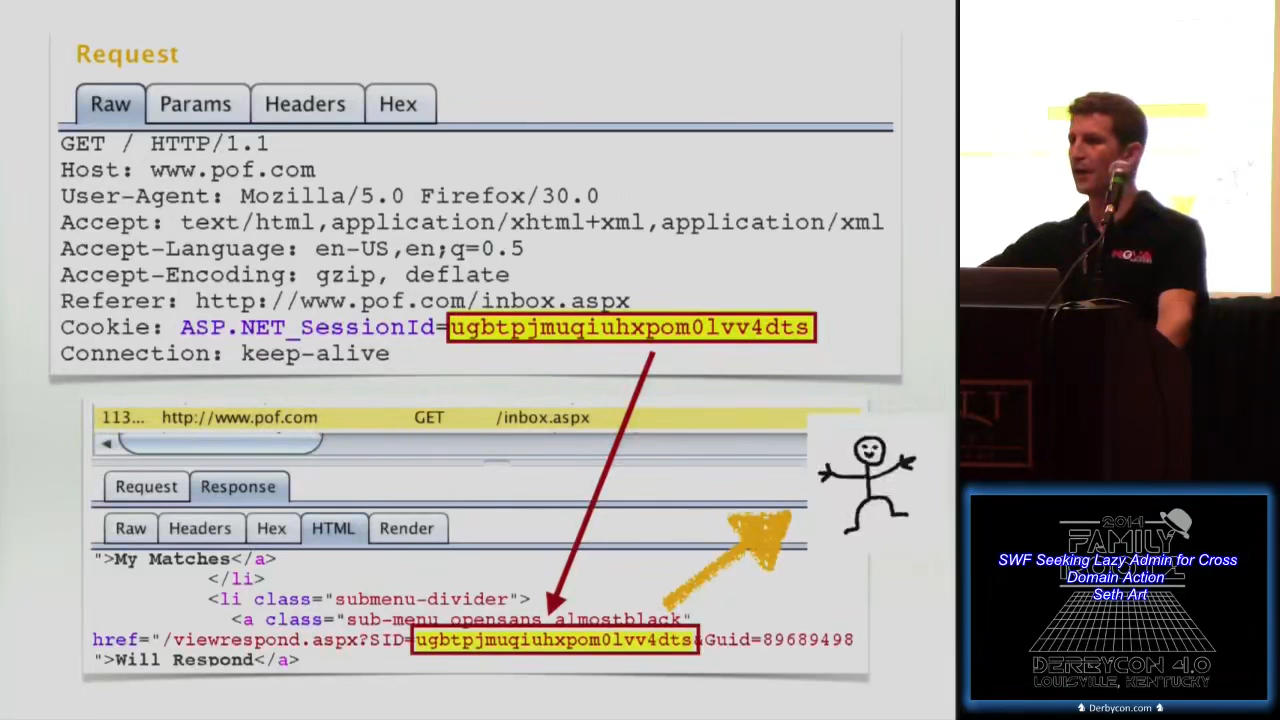 Request
Raw Params Headers Hex
GET / HTTP/1.1
Host: www.pof.com
User-Agent: Mozilla/5.0 Firefox/30.0
Accept: text/html,application/xhtml+xml,application/xml
Accept-Language: en-US,en;q=0.5
Accept-Encoding: gzip, deflate
Referer: http://www.pof.com/inbox.aspx
Cookie: ASP.NET_SessionId=ugbtpjmuqiuhxpom0lvv4dts
Connection: keep-alive
113... http://www.pof.com GET /inbox.aspx
Request Response
Raw Headers Hex HTML Render
">My Matches</a>
</li>
<li class="submenu-divider">
<a class="sub-menu opensans almostblack"
href="/viewrespond.aspx?SID=ugbtpjmuqiuhxpom0lvv4dts&Guid=89689498
">Will Respond</a>
NOVA
2014
FAMILY
SWF Seeking Lazy Admin for Cross
Domain Action
Seth Art
DERBYCON 4.0
LOUISVILLE, KENTUCKY
Derbycon.com